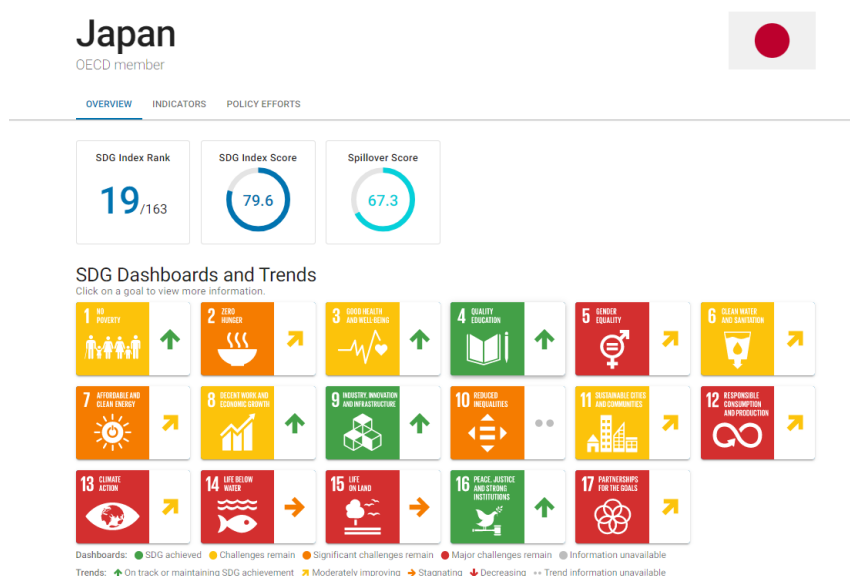 Japan
OECD member
OVERVIEW INDICATORS POLICY EFFORTS
SDG Index Rank
19/163
SDG Index Score
79.6
Spillover Score
67.3
SDG Dashboards and Trends
Click on a goal to view more information.
1 NO
POVERTY
2 ZERO
HUNGER
3 GOOD HEALTH
AND WELL-BEING
4 QUALITY
EDUCATION
5 GENDER
EQUALITY
6 CLEAN WATER
AND SANITATION
7 AFFORDABLE AND
CLEAN ENERGY
8 DECENT WORK AND
ECONOMIC GROWTH
9 INDUSTRY, INNOVATION
AND INFRASTRUCTURE
10 REDUCED
INEQUALITIES
11 SUSTAINABLE CITIES
AND COMMUNITIES
12 RESPONSIBLE
CONSUMPTION
AND PRODUCTION
13 CLIMATE
ACTION
14 LIFE BELOW
WATER
15 LIFE
ON LAND
16 PEACE, JUSTICE
AND STRONG
INSTITUTIONS
17 PARTNERSHIPS
FOR THE GOALS
Dashboards: SDG achieved Challenges remain Significant challenges remain Major challenges remain Information unavailable
Trends: On track or maintaining SDG achievement Moderately improving Stagnating Decreasing Trend information unavailable